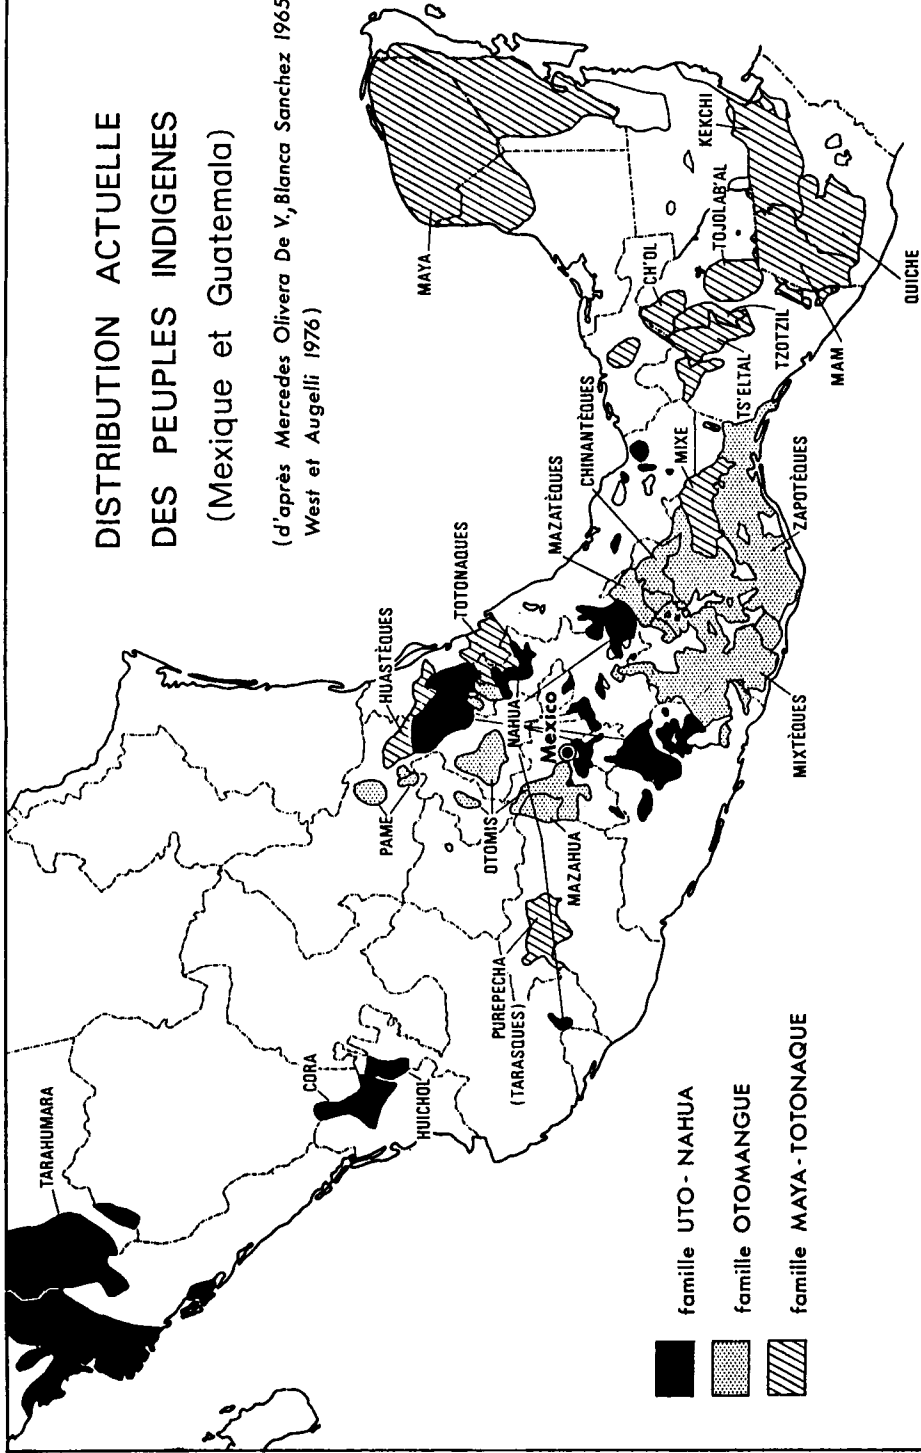 DISTRIBUTION ACTUELLE
DES PEUPLES INDIGENES
(Mexique et Guatemala)
(d'après Mercedes Olivera De V., Blanca Sanchez 1965
West et Augelli 1976)
TARAHUMARA
CORA
HUICHOL
PAME
HUASTÈQUES
TOTONAQUES
OTOMIS
NAHUA
Mexico
MAZAHUA
PUREPECHA
(TARASQUES)
MAZATÈQUES
CHINANTÈQUES
MIXE
MIXTÈQUES
ZAPOTÈQUES
MAYA
CH'OL
TOJOLAB'AL
KEKCHI
TS'ELTAL
TZOTZIL
MAM
QUICHE
famille UTO-NAHUA
famille OTOMANGUE
famille MAYA-TOTONAQUE